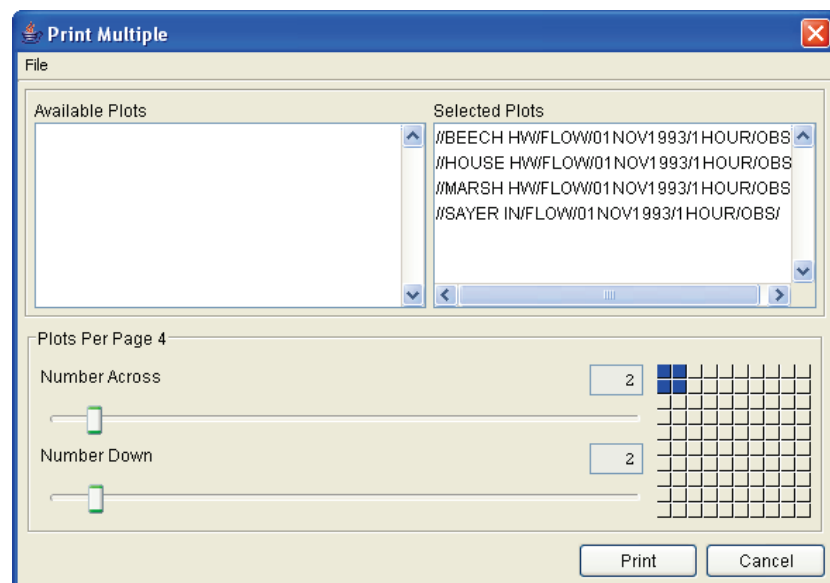 Print Multiple
File
Available Plots
Selected Plots
//BEECH HW/FLOW/01NOV1993/1HOUR/OBS
//HOUSE HW/FLOW/01NOV1993/1HOUR/OBS
//MARSH HW/FLOW/01NOV1993/1HOUR/OBS
//SAYER IN/FLOW/01NOV1993/1HOUR/OBS/
Plots Per Page 4
Number Across
2
Number Down
2
Print
Cancel